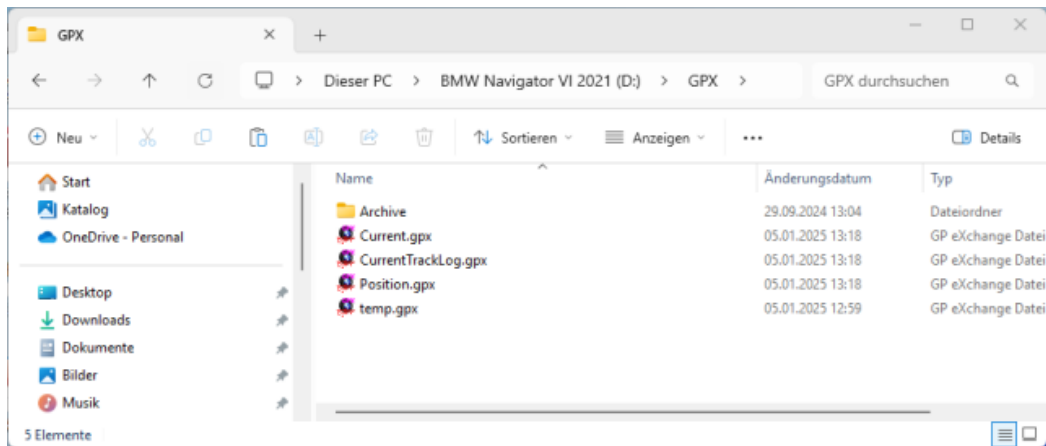 GPX
Dieser PC > BMW Navigator VI 2021 (D:) > GPX > GPX durchsuchen
Neu Sortieren Anzeigen ... Details
Start
Katalog
OneDrive - Personal
Desktop
Downloads
Dokumente
Bilder
Musik
Name Änderungsdatum Typ
Archive 29.09.2024 13:04 Dateiordner
Current.gpx 05.01.2025 13:18 GP eXchange Datei
CurrentTrackLog.gpx 05.01.2025 13:18 GP eXchange Datei
Position.gpx 05.01.2025 13:18 GP eXchange Datei
temp.gpx 05.01.2025 12:59 GP eXchange Datei
5 Elemente